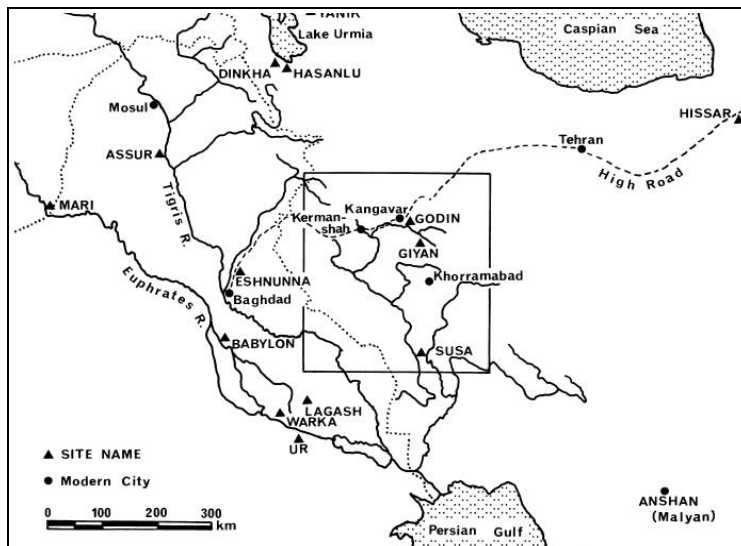 YANIK
Lake Urmia
Caspian Sea
DINKHA
HASANLU
Mosul
HISSAR
Tehran
ASSUR
High Road
MARI
Tigris R.
Kangavar
Kerman-
shah
GODIN
GIYAN
Euphrates R.
ESHNUNNA
Khorramabad
Baghdad
BABYLON
SUSA
LAGASH
WARKA
UR
SITE NAME
Modern City
0 100 200 300
km
ANSHAN
(Malyan)
Persian Gulf